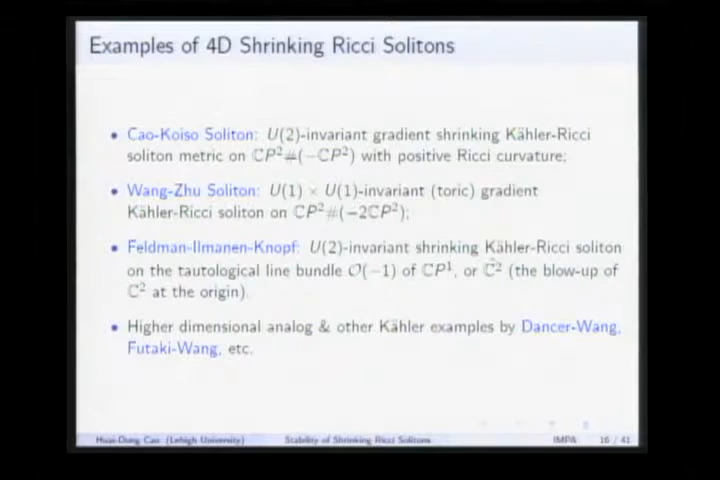 Examples of 4D Shrinking Ricci Solitons
• Cao-Koiso Soliton: U(2)-invariant gradient shrinking Kähler-Ricci
soliton metric on ℂP²#(−ℂP²) with positive Ricci curvature;
• Wang-Zhu Soliton: U(1) × U(1)-invariant (toric) gradient
Kähler-Ricci soliton on ℂP²#(−2ℂP²);
• Feldman-Ilmanen-Knopf: U(2)-invariant shrinking Kähler-Ricci soliton
on the tautological line bundle 𝒪(−1) of ℂP¹, or ℂ̃² (the blow-up of
ℂ² at the origin).
• Higher dimensional analog & other Kähler examples by Dancer-Wang,
Futaki-Wang, etc.
Huai-Dong Cao (Lehigh University) Stability of Shrinking Ricci Solitons IMPA 16 / 41